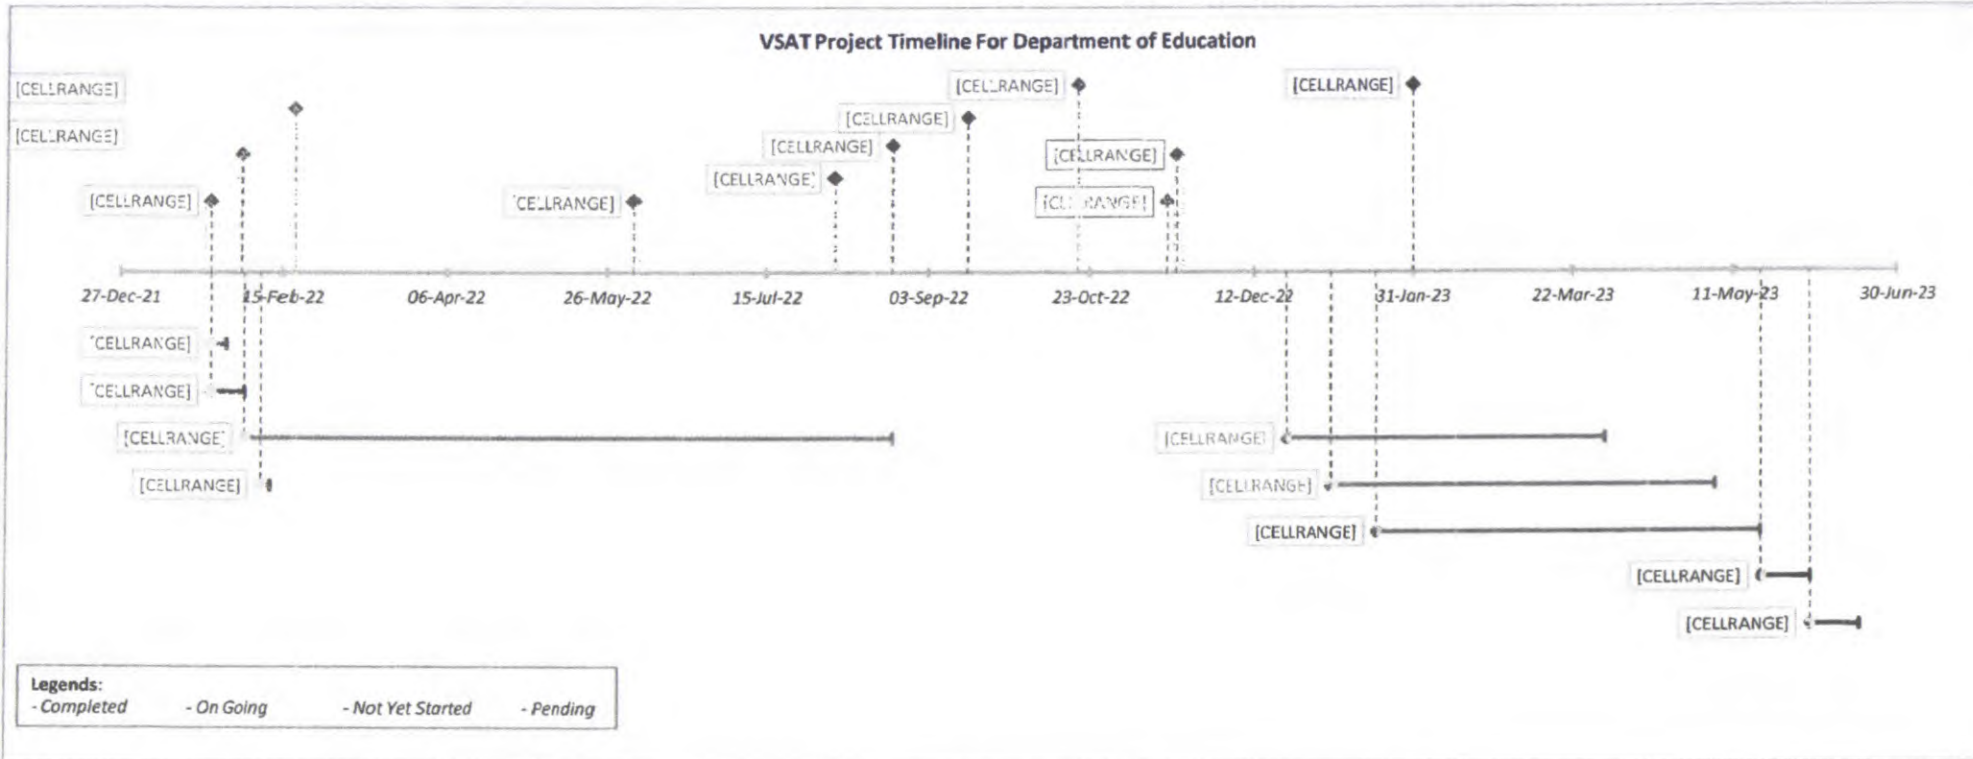 VSAT Project Timeline For Department of Education
[CELLRANGE]
[CELLRANGE]
[CELLRANGE]
[CELLRANGE]
[CELLRANGE]
[CELLRANGE]
[CELLRANGE]
[CELLRANGE]
[CELLRANGE]
[CELLRANGE]
[CELLRANGE]
[CELLRANGE]
27-Dec-21 15-Feb-22 06-Apr-22 26-May-22 15-Jul-22 03-Sep-22 23-Oct-22 12-Dec-22 31-Jan-23 22-Mar-23 11-May-23 30-Jun-23
[CELLRANGE]
[CELLRANGE]
[CELLRANGE] [CELLRANGE]
[CELLRANGE] [CELLRANGE]
[CELLRANGE]
[CELLRANGE]
[CELLRANGE]
Legends:
- Completed - On Going - Not Yet Started - Pending